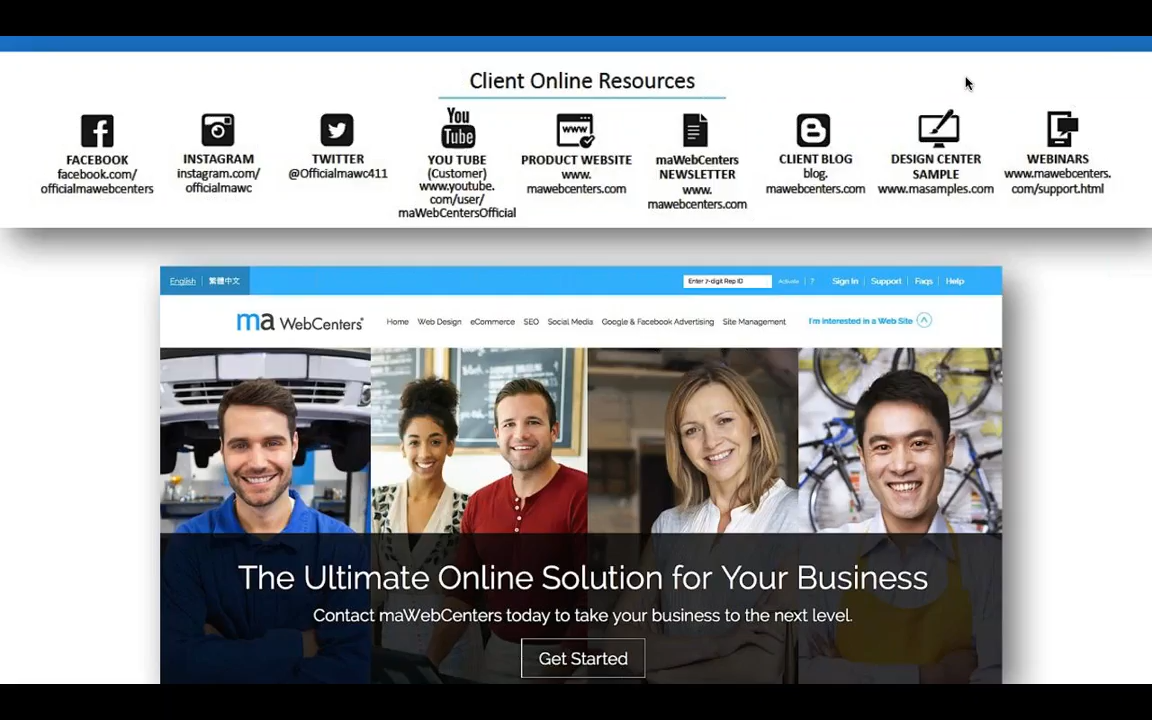 Client Online Resources
You
Tube
www
FACEBOOK
facebook.com/
officialmawebcenters
INSTAGRAM
instagram.com/
officialmawc
TWITTER
@Officialmawc411
YOU TUBE
(Customer)
www.youtube.
com/user/
maWebCentersOfficial
PRODUCT WEBSITE
www.
mawebcenters.com
maWebCenters
NEWSLETTER
www.
mawebcenters.com
CLIENT BLOG
blog.
mawebcenters.com
DESIGN CENTER
SAMPLE
www.masamples.com
WEBINARS
www.mawebcenters.
com/support.html
English | 繁體中文
Enter 7-digit Rep ID Activate | ? Sign In | Support | Faqs | Help
ma WebCenters®
Home Web Design eCommerce SEO Social Media Google & Facebook Advertising Site Management I'm interested in a Web Site
The Ultimate Online Solution for Your Business
Contact maWebCenters today to take your business to the next level.
Get Started